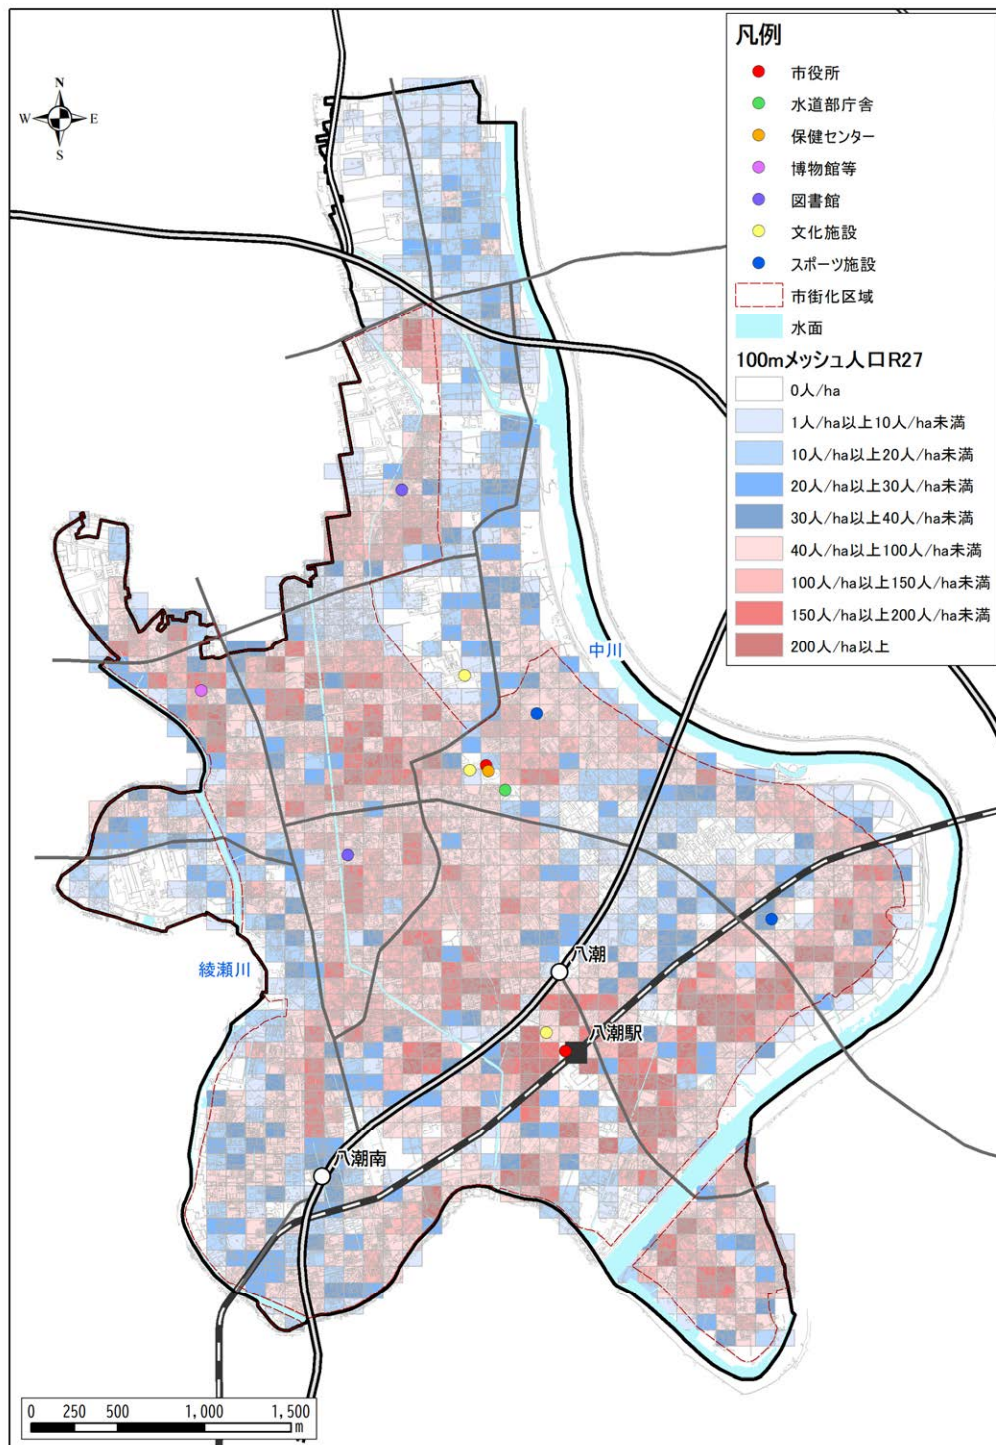 凡例
市役所
水道部庁舎
保健センター
博物館等
図書館
文化施設
スポーツ施設
市街化区域
水面
100mメッシュ人口R27
0人/ha
1人/ha以上10人/ha未満
10人/ha以上20人/ha未満
20人/ha以上30人/ha未満
30人/ha以上40人/ha未満
40人/ha以上100人/ha未満
100人/ha以上150人/ha未満
150人/ha以上200人/ha未満
200人/ha以上
N
W E
S
中川
綾瀬川
八潮
八潮駅
八潮南
0 250 500 1,000 1,500
m